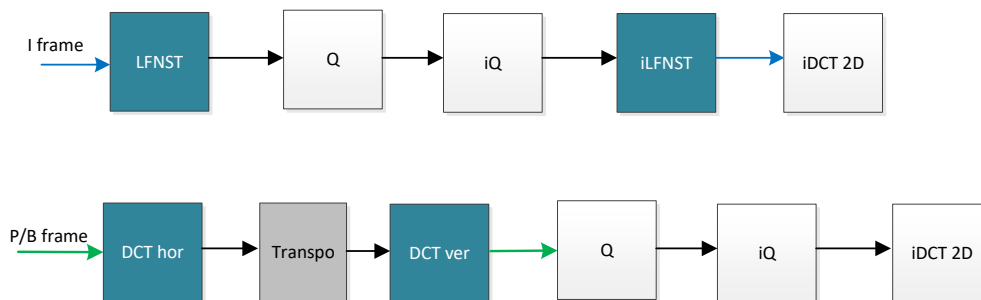 I frame
LFNST
Q
iQ
iLFNST
iDCT 2D
P/B frame
DCT hor
Transpo
DCT ver
Q
iQ
iDCT 2D